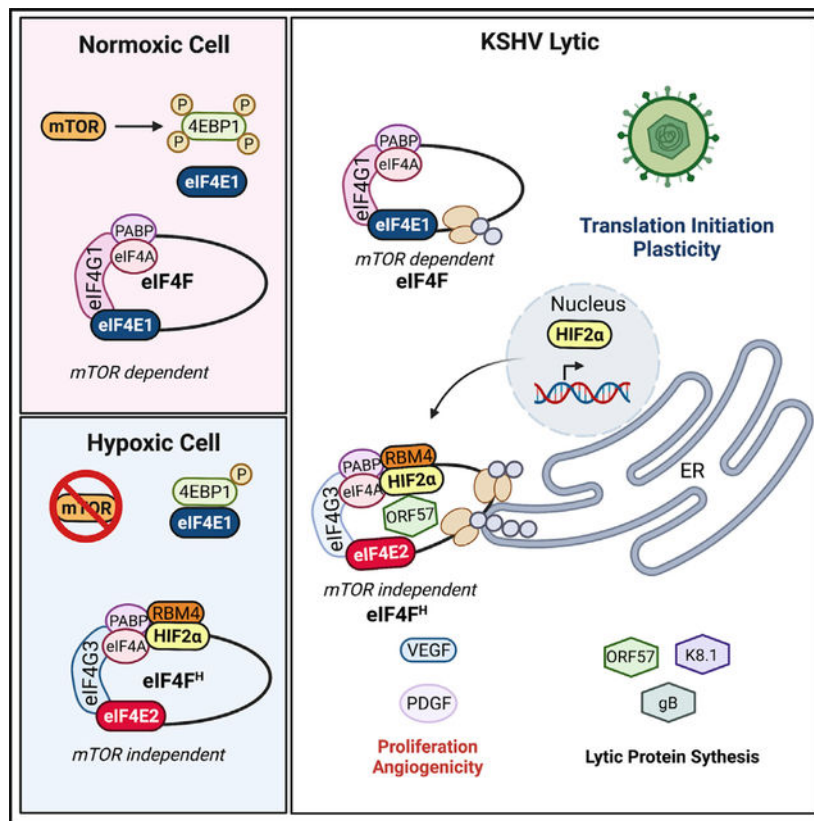 Normoxic Cell
mTOR
P
P
4EBP1
P
P
eIF4E1
PABP
eIF4A
eIF4G1
eIF4F
eIF4E1
mTOR dependent
Hypoxic Cell
mTOR
P
4EBP1
eIF4E1
PABP
RBM4
eIF4A
HIF2α
eIF4G3
eIF4Fᴴ
eIF4E2
mTOR independent
KSHV Lytic
PABP
eIF4A
eIF4G1
eIF4E1
mTOR dependent
eIF4F
Translation Initiation
Plasticity
Nucleus
HIF2α
PABP
RBM4
eIF4A
HIF2α
eIF4G3
ORF57
eIF4E2
ER
mTOR independent
eIF4Fᴴ
VEGF
PDGF
Proliferation
Angiogenicity
ORF57
K8.1
gB
Lytic Protein Sythesis